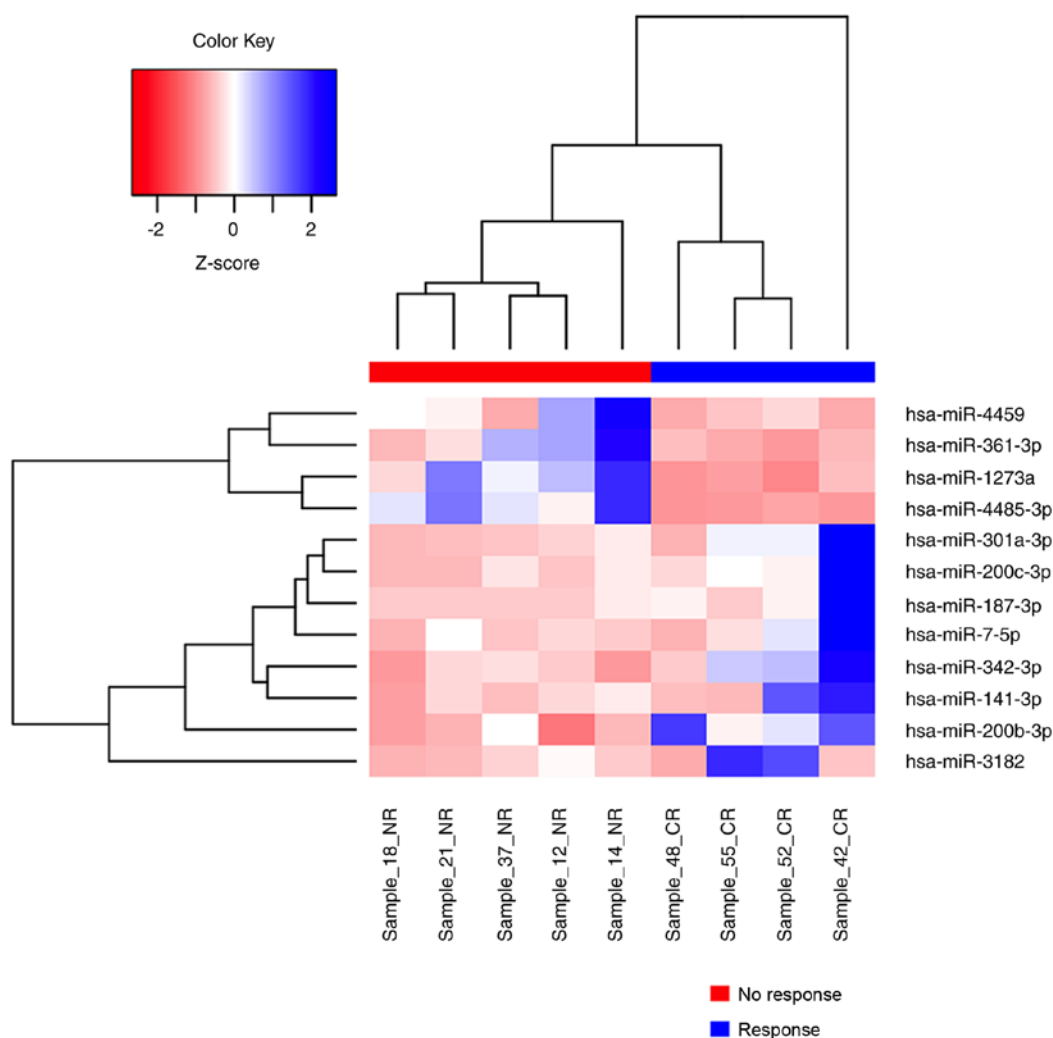 Color Key
-2 0 2
Z-score
hsa-miR-4459
hsa-miR-361-3p
hsa-miR-1273a
hsa-miR-4485-3p
hsa-miR-301a-3p
hsa-miR-200c-3p
hsa-miR-187-3p
hsa-miR-7-5p
hsa-miR-342-3p
hsa-miR-141-3p
hsa-miR-200b-3p
hsa-miR-3182
Sample_18_NR
Sample_21_NR
Sample_37_NR
Sample_12_NR
Sample_14_NR
Sample_48_CR
Sample_55_CR
Sample_52_CR
Sample_42_CR
No response
Response